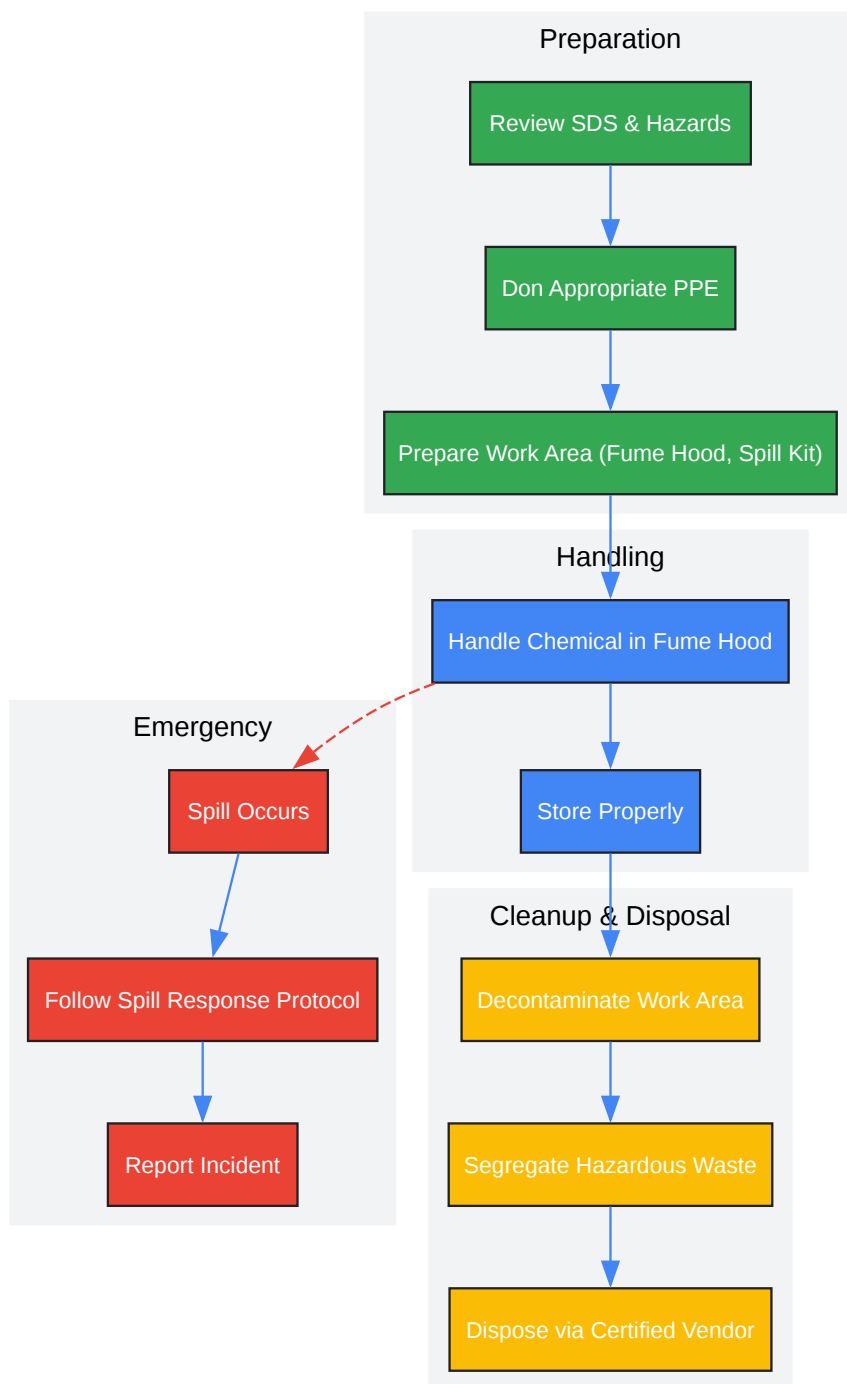 Preparation
Review SDS & Hazards
Don Appropriate PPE
Prepare Work Area (Fume Hood, Spill Kit)
Handling
Handle Chemical in Fume Hood
Store Properly
Emergency
Spill Occurs
Follow Spill Response Protocol
Report Incident
Cleanup & Disposal
Decontaminate Work Area
Segregate Hazardous Waste
Dispose via Certified Vendor